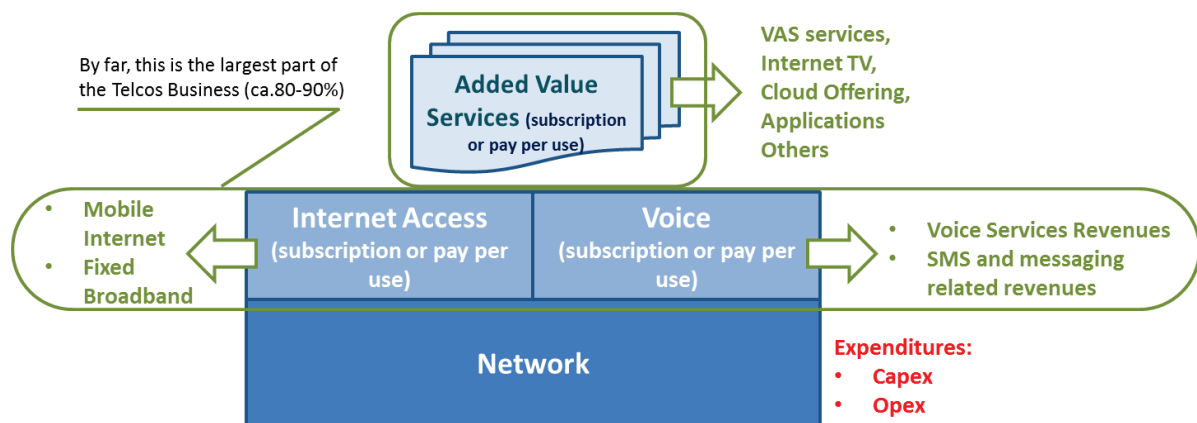 By far, this is the largest part of
the Telcos Business (ca.80-90%)
Added Value
Services (subscription
or pay per use)
VAS services,
Internet TV,
Cloud Offering,
Applications
Others
• Mobile
Internet
• Fixed
Broadband
Internet Access
(subscription or pay per
use)
Voice
(subscription or pay per
use)
• Voice Services Revenues
• SMS and messaging
related revenues
Network
Expenditures:
• Capex
• Opex